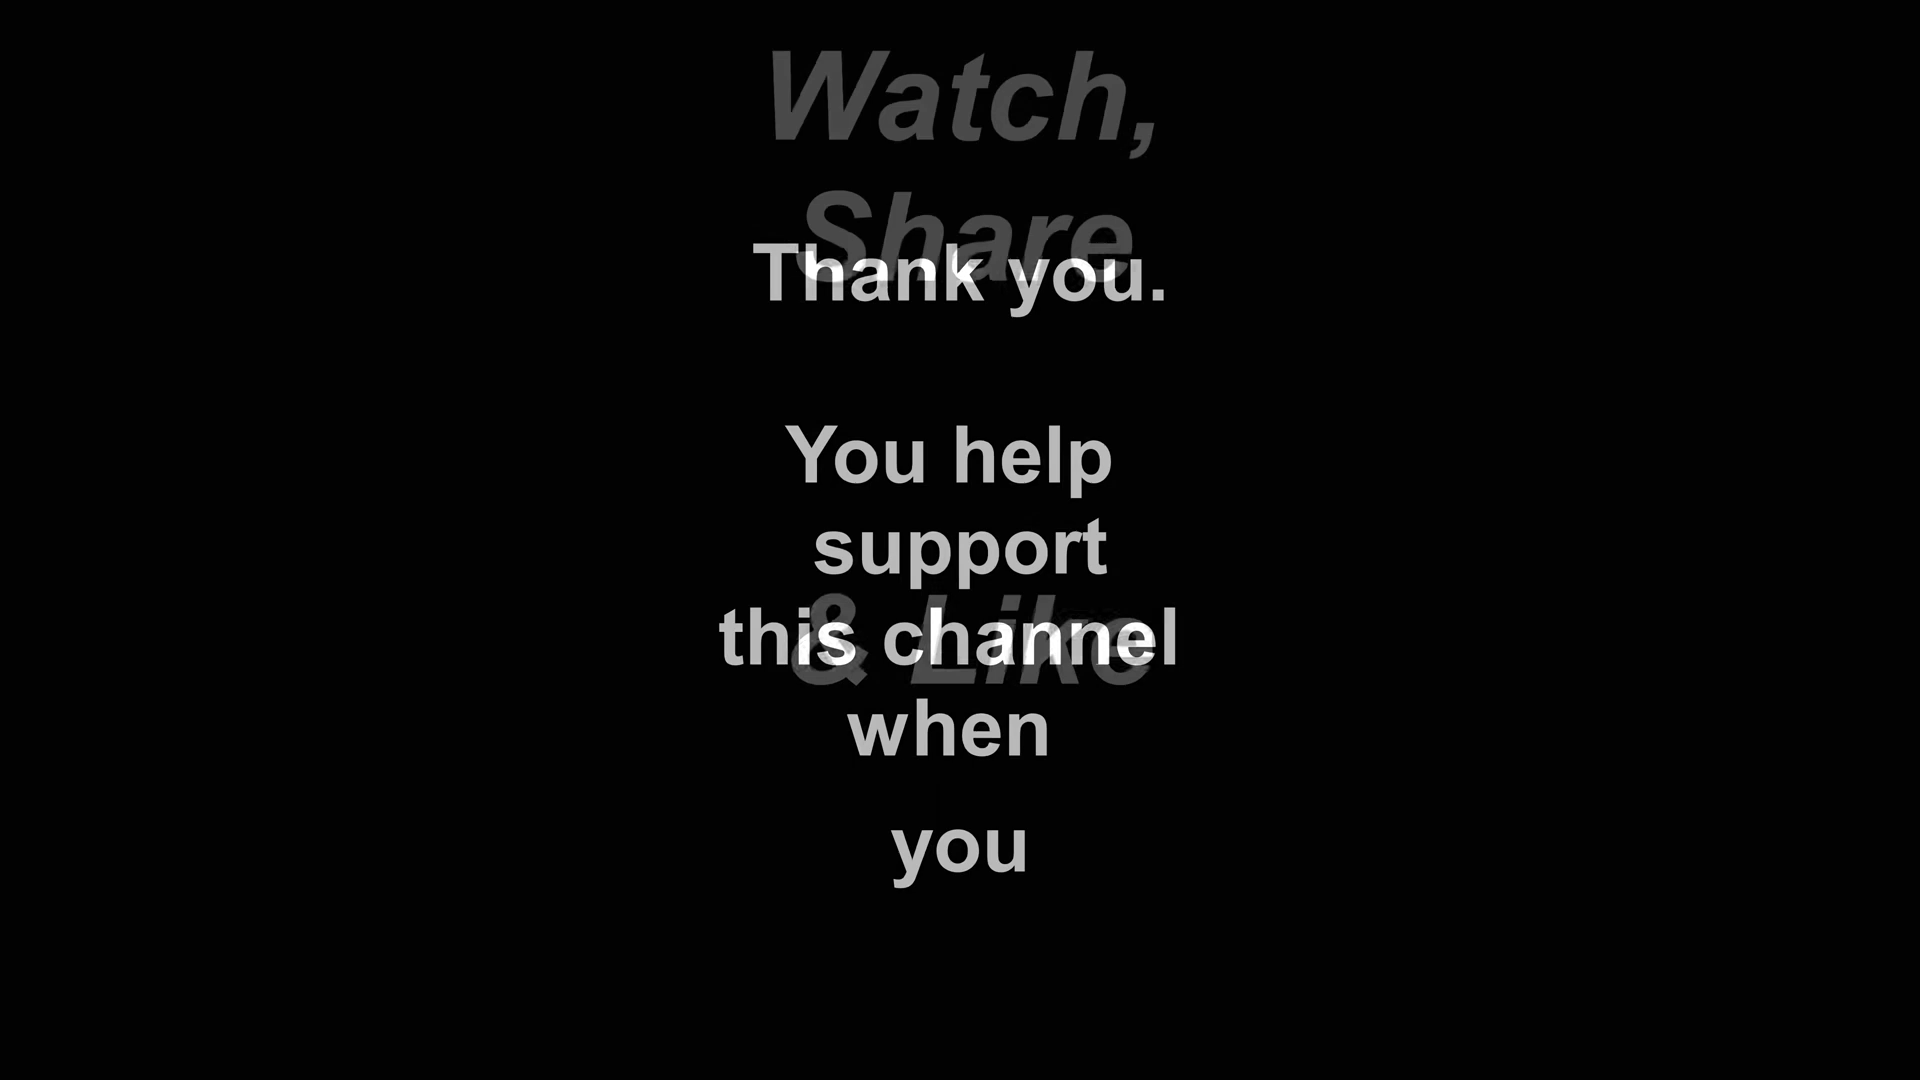 Watch,
Share
Thank you.
You help
support
this channel
& Like
when
you